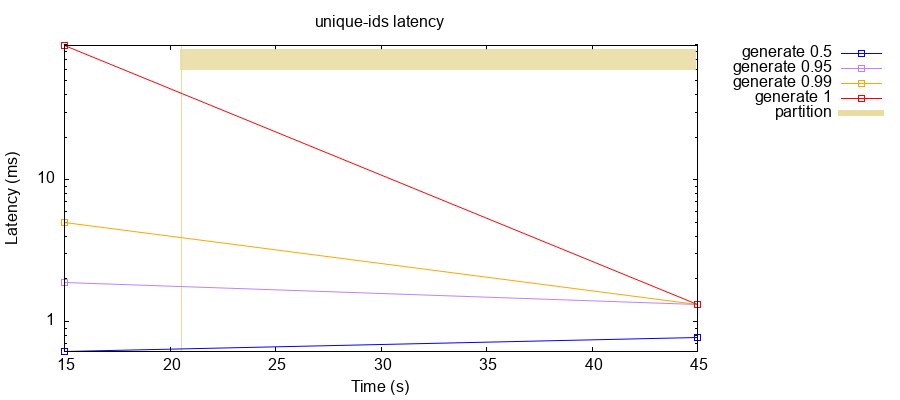 unique-ids latency
generate 0.5
generate 0.95
generate 0.99
generate 1
partition
Latency (ms)
10
1
15
20
25
30
35
40
45
Time (s)